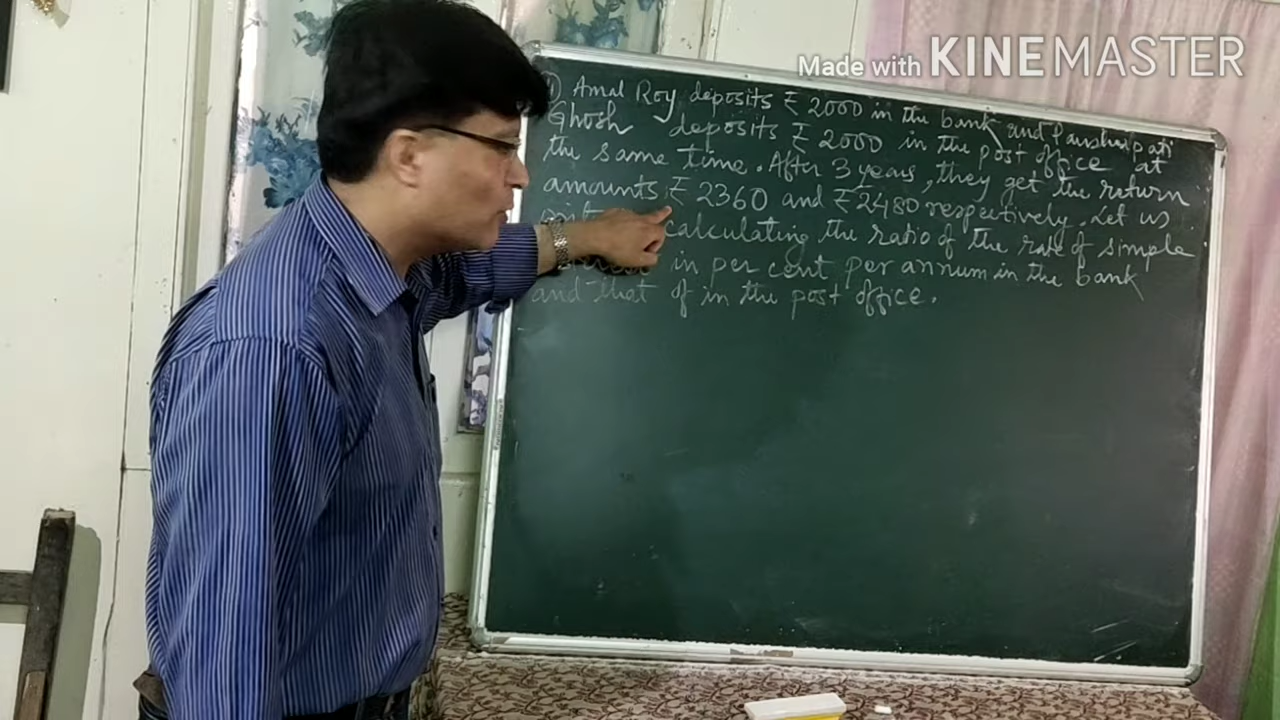 Made with KINEMASTER
1) Amal Roy deposits ₹ 2000 in the bank and Pashupati
Ghosh deposits ₹ 2000 in the post office at
the same time. After 3 years, they get the return
amounts ₹ 2360 and ₹ 2480 respectively. Let us
calculating the ratio of the rate of simple
in per cent per annum in the bank
and that of in the post office.